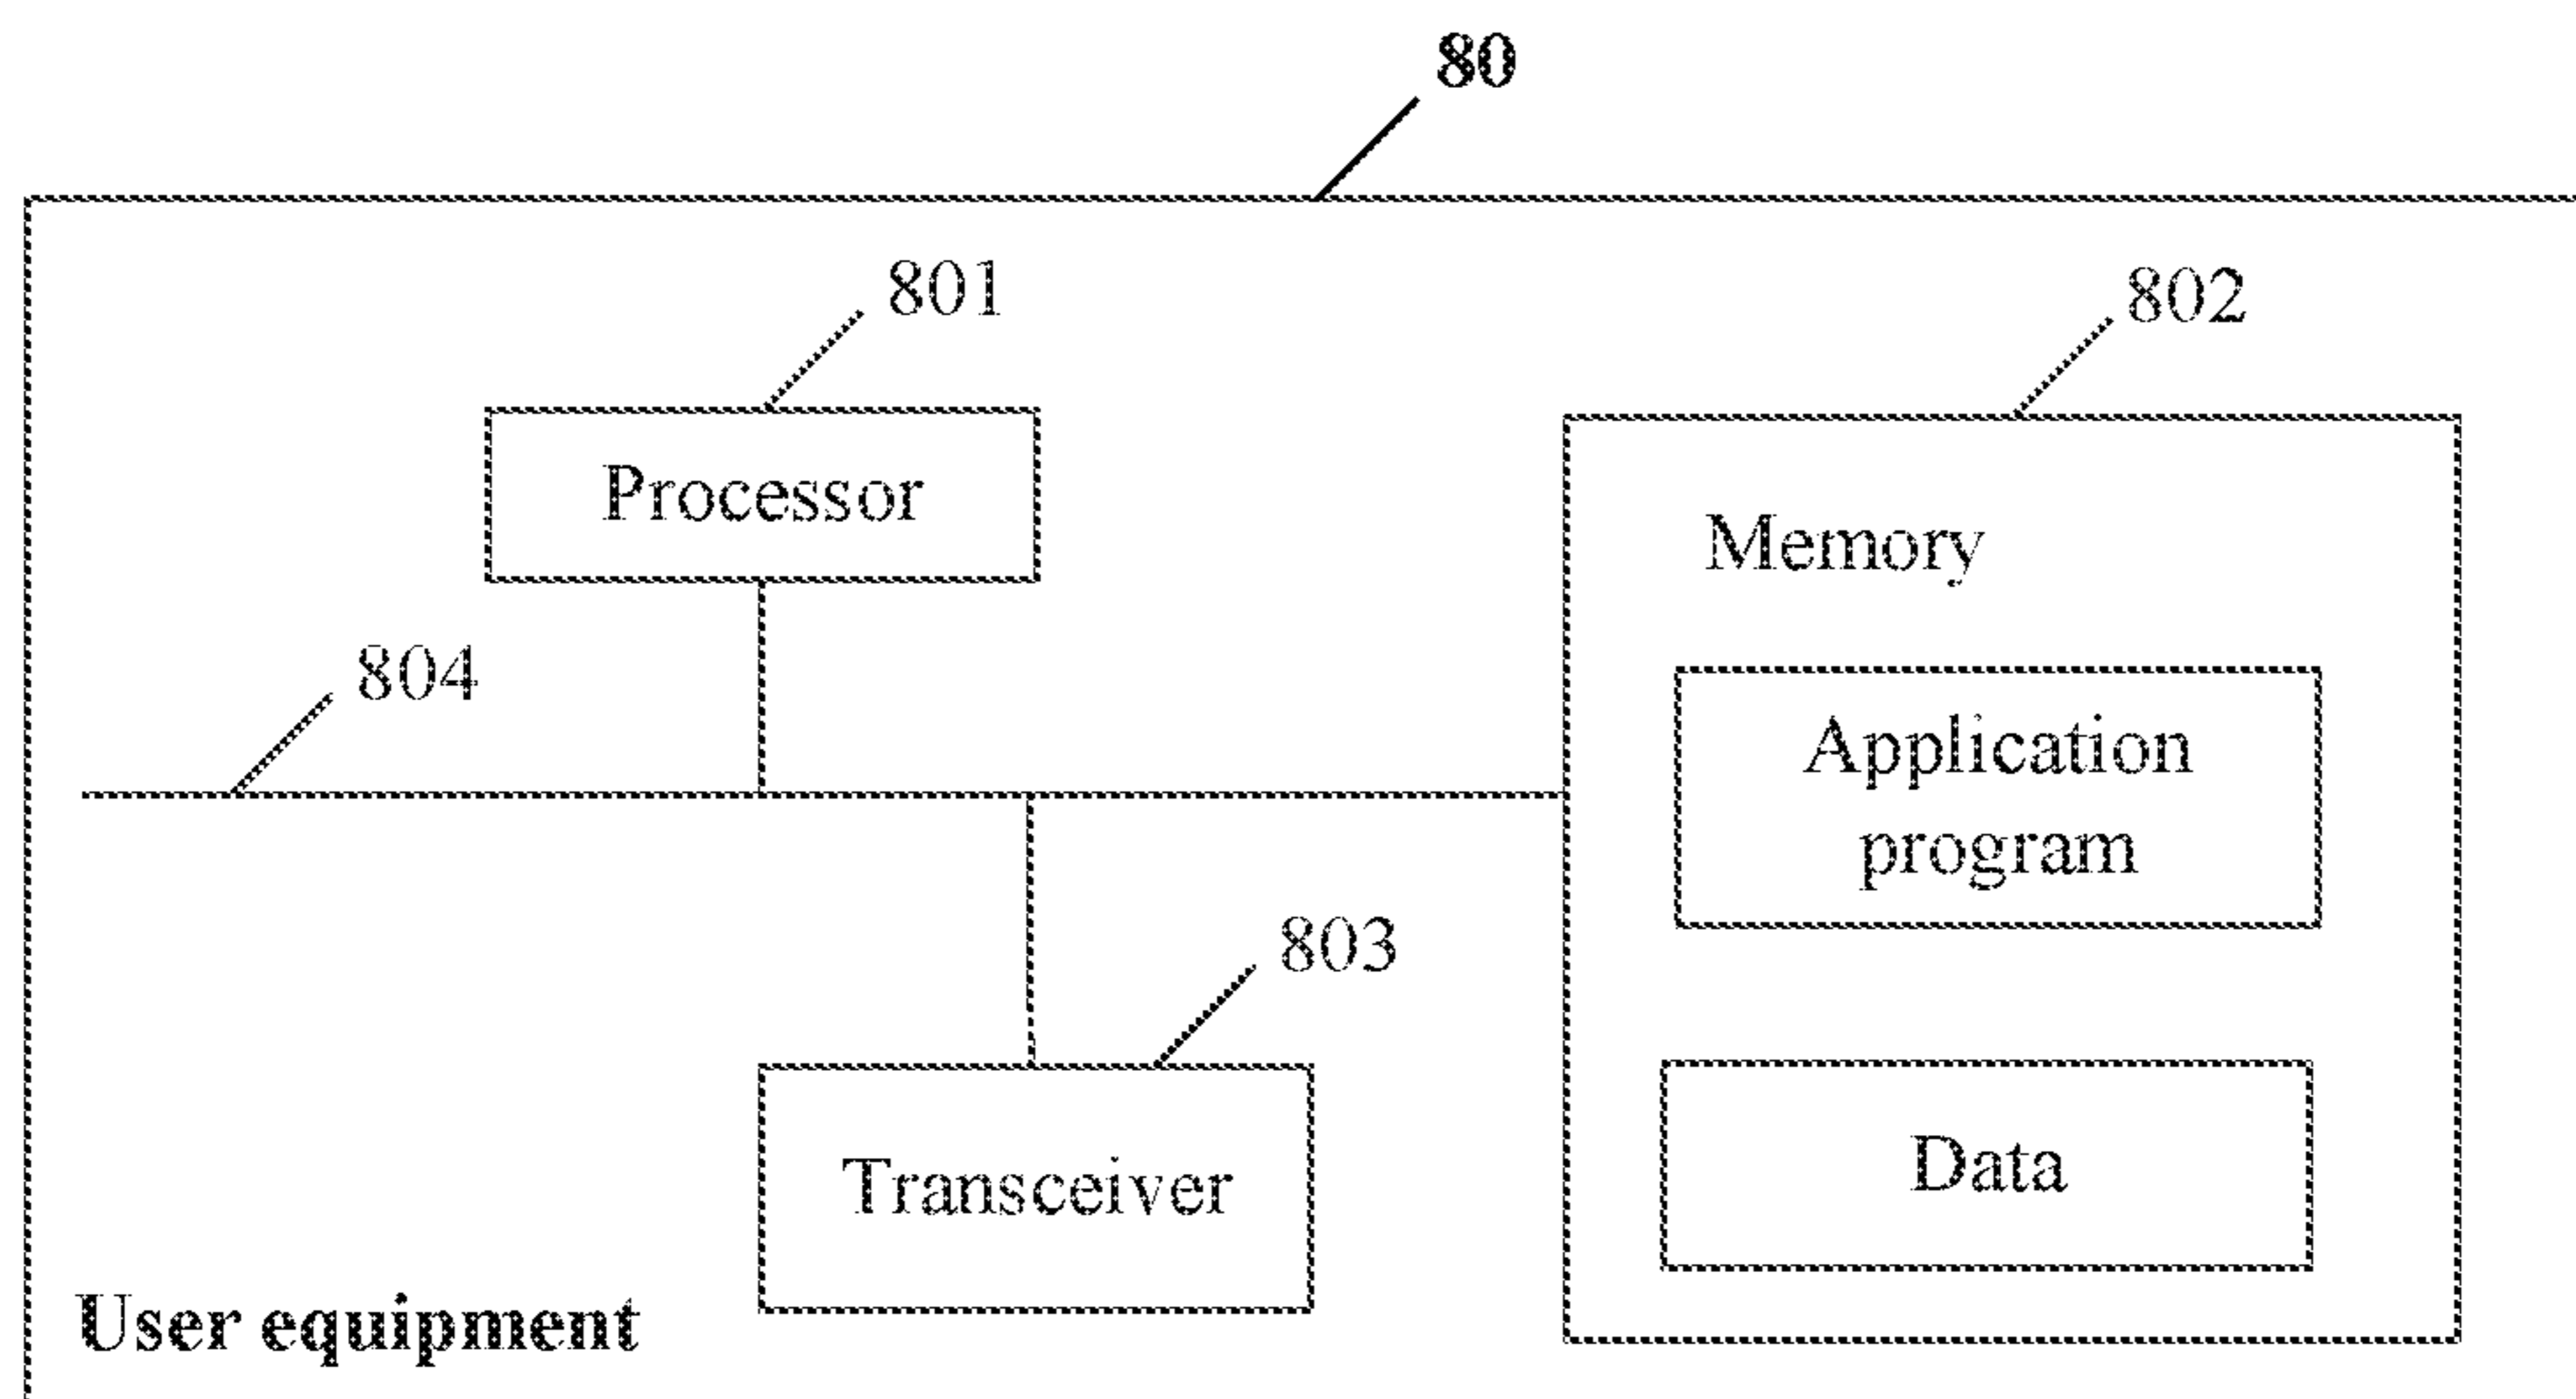 80
801
802
Processor
Memory
804
Application
program
803
Transceiver
Data
User equipment